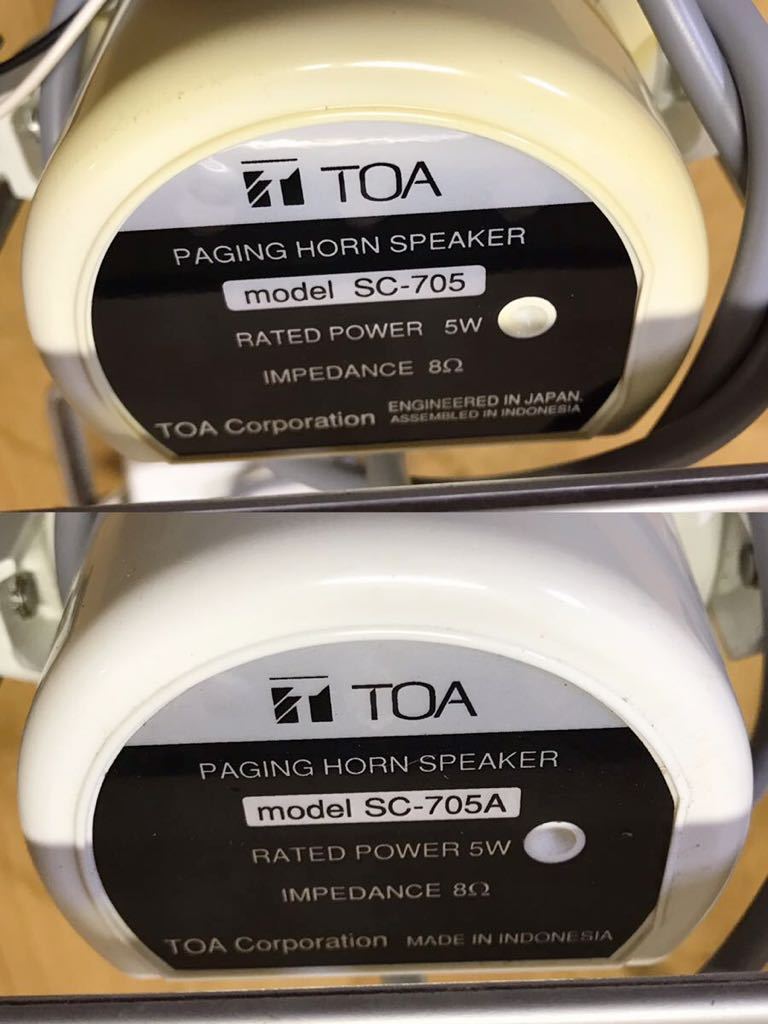 TOA
PAGING HORN SPEAKER
model SC-705
RATED POWER 5W
IMPEDANCE 8Ω
TOA Corporation ENGINEERED IN JAPAN.
ASSEMBLED IN INDONESIA
TOA
PAGING HORN SPEAKER
model SC-705A
RATED POWER 5W
IMPEDANCE 8Ω
TOA Corporation MADE IN INDONESIA